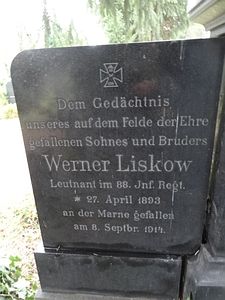 Dem Gedächtnis
unseres auf dem Felde der Ehre
gefallenen Sohnes und Bruders
Werner Liskow
Leutnant im 88. Jnf. Regt.
* 27. April 1893
an der Marne gefallen
am 8. Septbr. 1914.